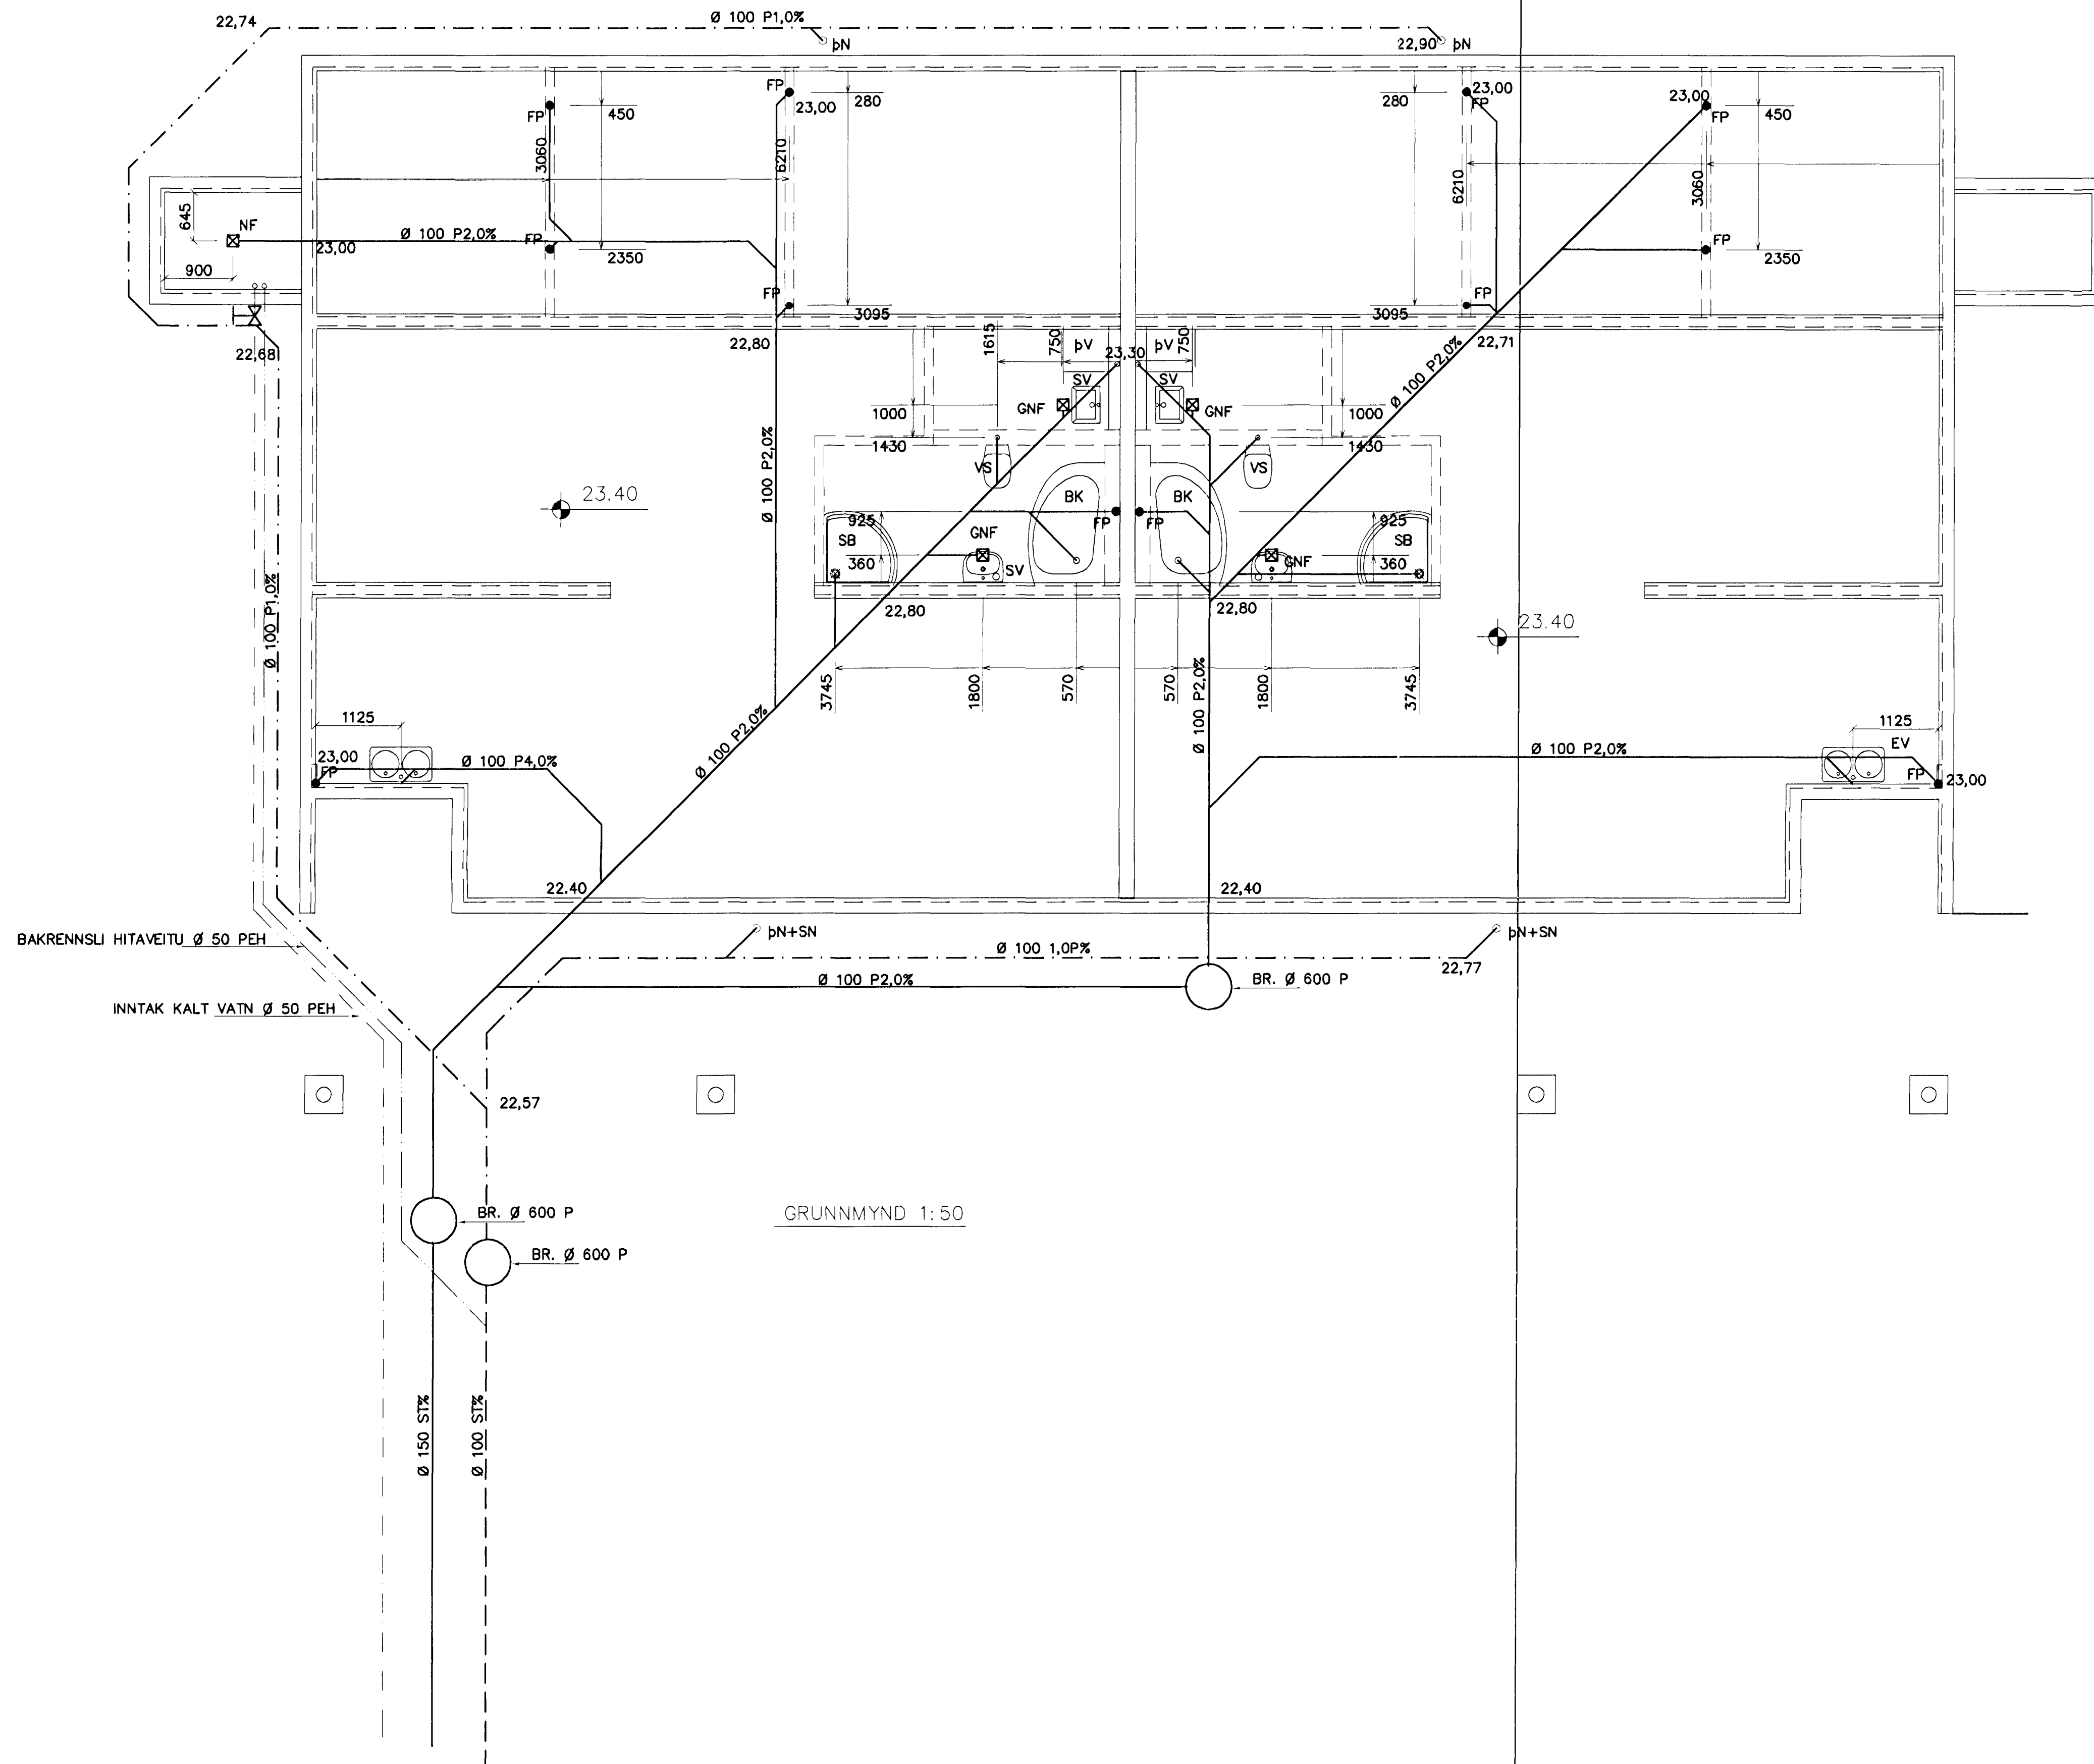 22,74
Ø 100 P1,0%
þN
22,90
þN
FP
23,00
280
FP
450
3060
6210
280
23,00
FP
23,00
FP
450
6210
3060
645
NF
Ø 100 P2,0%
23,00
FP
2350
900
FP
2350
FP
3095
FP
3095
22,68
22,80
1615
750
þV
23,30
þV
750
22,71
Ø 100 P2,0%
SV
SV
GNF
GNF
1000
1430
1000
1430
VS
VS
Ø 100 P2,0%
23.40
BK
BK
925
SB
GNF
FP
FP
925
SB
360
SV
GNF
360
Ø 100 P1,0%
22,80
22,80
23.40
3745
1800
570
570
Ø 100 P2,0%
1800
3745
1125
23,00
FP
Ø 100 P4,0%
Ø 100 P2,0%
Ø 100 P2,0%
1125
EV
FP
23,00
22.40
22,40
BAKRENNSLI HITAVEITU Ø 50 PEH
þN+SN
Ø 100 1,0P%
þN+SN
22,77
Ø 100 P2,0%
BR. Ø 600 P
INNTAK KALT VATN Ø 50 PEH
22,57
BR. Ø 600 P
GRUNNMYND 1:50
BR. Ø 600 P
Ø 150 ST%
Ø 100 ST%